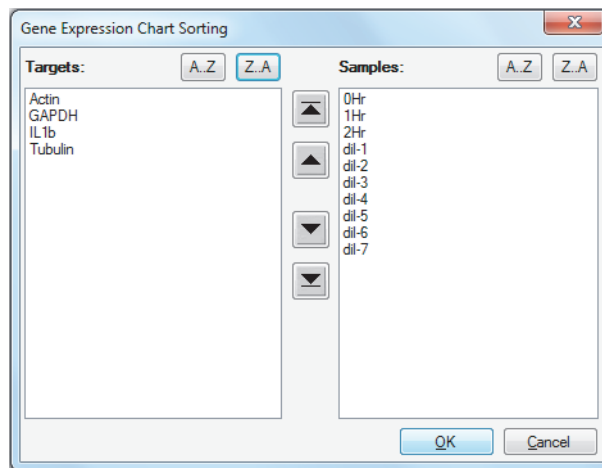 Gene Expression Chart Sorting
Targets: A..Z Z..A Samples: A..Z Z..A
Actin
GAPDH
IL1b
Tubulin
0Hr
1Hr
2Hr
dil-1
dil-2
dil-3
dil-4
dil-5
dil-6
dil-7
OK Cancel